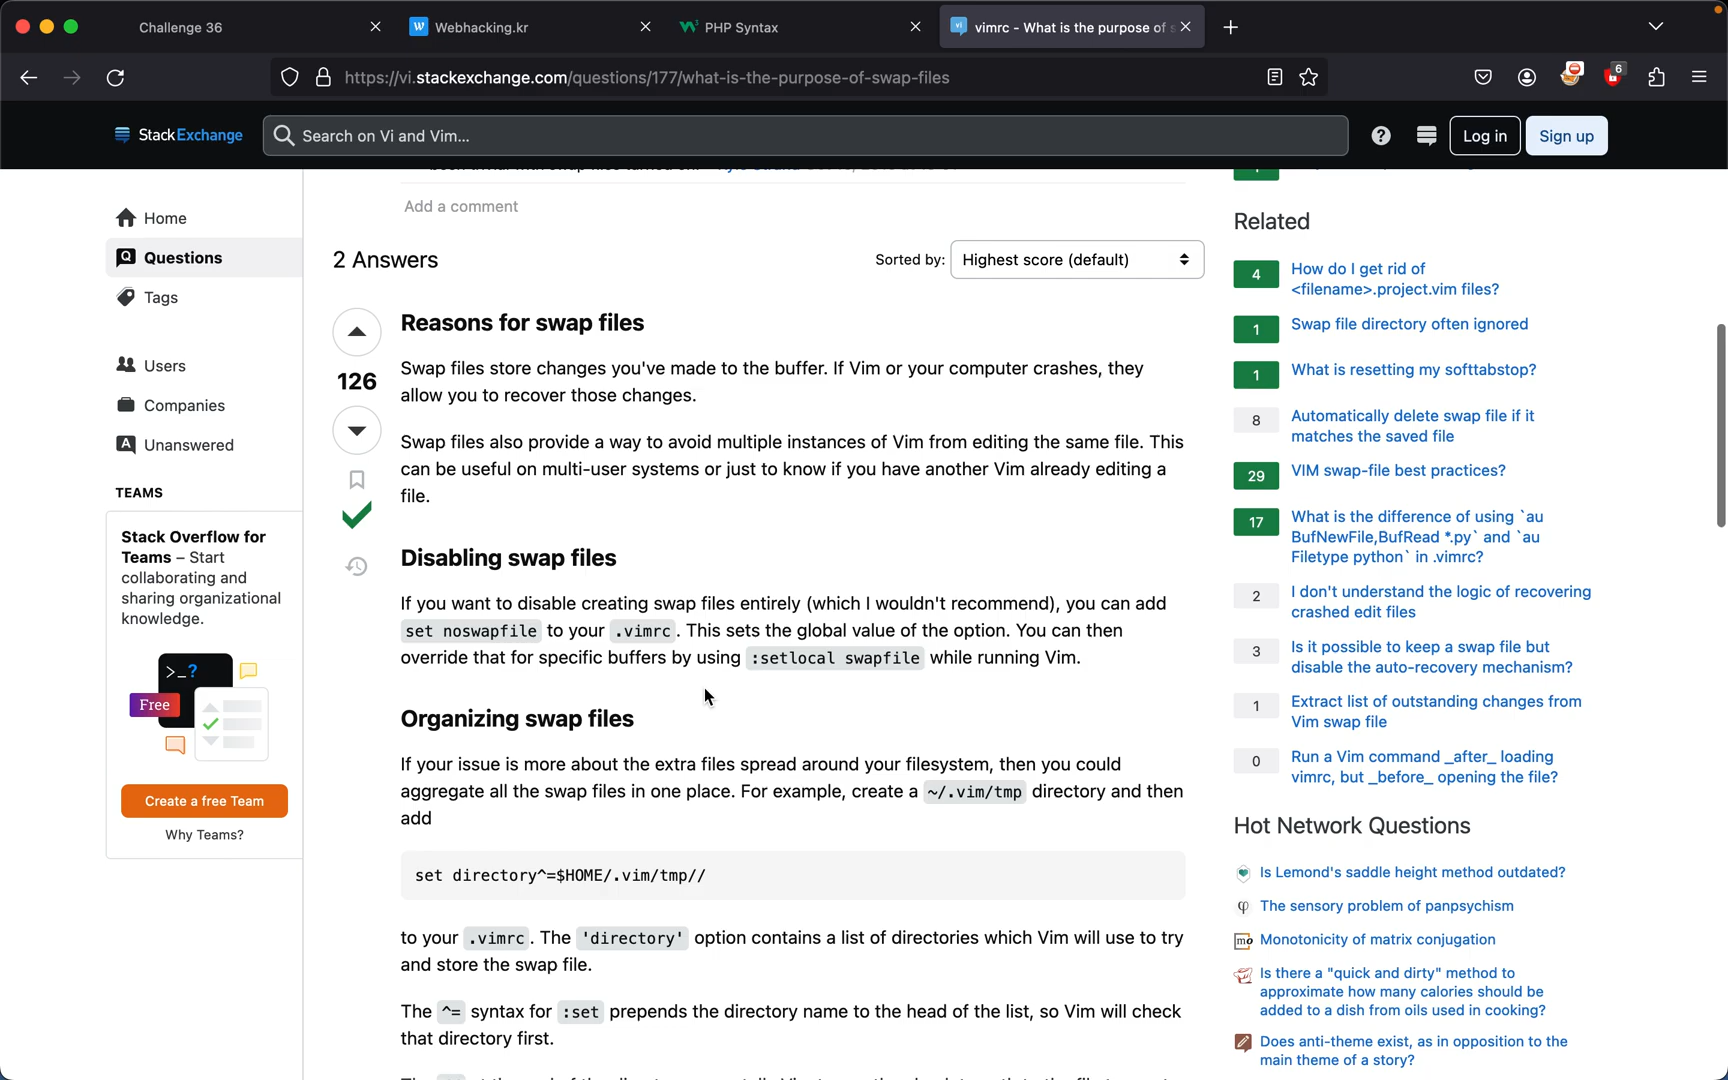 Challenge 36
Webhacking.kr
PHP Syntax
vimrc - What is the purpose of s
https://vi.stackexchange.com/questions/177/what-is-the-purpose-of-swap-files
6
StackExchange
Search on Vi and Vim...
Log in
Sign up
Home
Questions
Tags
Users
Companies
Unanswered
TEAMS
Stack Overflow for
Teams – Start
collaborating and
sharing organizational
knowledge.
>_?
Free
Create a free Team
Why Teams?
Add a comment
2 Answers
Sorted by:
Highest score (default)
126
Reasons for swap files
Swap files store changes you've made to the buffer. If Vim or your computer crashes, they
allow you to recover those changes.
Swap files also provide a way to avoid multiple instances of Vim from editing the same file. This
can be useful on multi-user systems or just to know if you have another Vim already editing a
file.
Disabling swap files
If you want to disable creating swap files entirely (which I wouldn't recommend), you can add
set noswapfile to your .vimrc. This sets the global value of the option. You can then
override that for specific buffers by using :setlocal swapfile while running Vim.
Organizing swap files
If your issue is more about the extra files spread around your filesystem, then you could
aggregate all the swap files in one place. For example, create a ~/.vim/tmp directory and then
add
set directory^=$HOME/.vim/tmp//
to your .vimrc. The 'directory' option contains a list of directories which Vim will use to try
and store the swap file.
The ^= syntax for :set prepends the directory name to the head of the list, so Vim will check
that directory first.
Related
4 How do I get rid of
<filename>.project.vim files?
1 Swap file directory often ignored
1 What is resetting my softtabstop?
8 Automatically delete swap file if it
matches the saved file
29 VIM swap-file best practices?
17 What is the difference of using `au
BufNewFile,BufRead *.py` and `au
Filetype python` in .vimrc?
2 I don't understand the logic of recovering
crashed edit files
3 Is it possible to keep a swap file but
disable the auto-recovery mechanism?
1 Extract list of outstanding changes from
Vim swap file
0 Run a Vim command _after_ loading
vimrc, but _before_ opening the file?
Hot Network Questions
Is Lemond's saddle height method outdated?
The sensory problem of panpsychism
Monotonicity of matrix conjugation
Is there a "quick and dirty" method to
approximate how many calories should be
added to a dish from oils used in cooking?
Does anti-theme exist, as in opposition to the
main theme of a story?